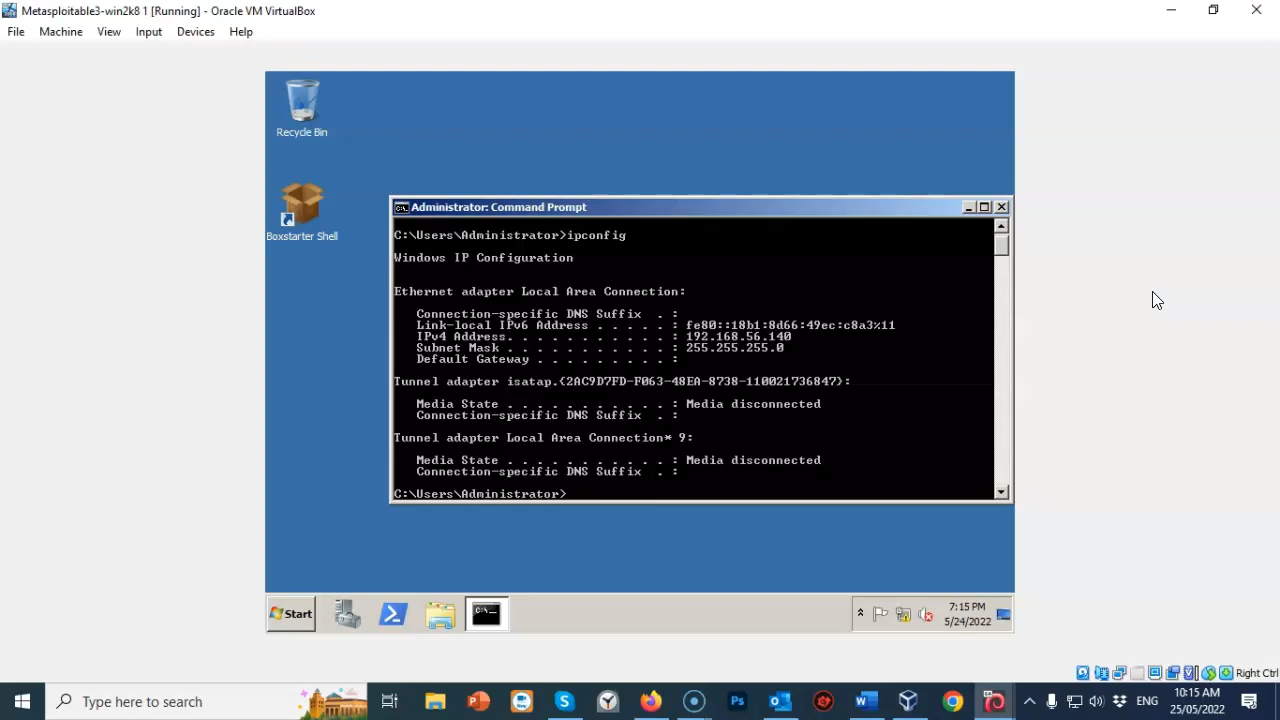 Metasploitable3-win2k8 1 [Running] - Oracle VM VirtualBox
File Machine View Input Devices Help
Recycle Bin
Boxstarter Shell
Administrator: Command Prompt
C:\Users\Administrator>ipconfig
Windows IP Configuration
Ethernet adapter Local Area Connection:
Connection-specific DNS Suffix . :
Link-local IPv6 Address . . . . . : fe80::18b1:8d66:49ec:c8a3%11
IPv4 Address. . . . . . . . . . . : 192.168.56.140
Subnet Mask . . . . . . . . . . . : 255.255.255.0
Default Gateway . . . . . . . . . :
Tunnel adapter isatap.{2AC9D7FD-F063-48EA-8738-110021736847}:
Media State . . . . . . . . . . . : Media disconnected
Connection-specific DNS Suffix . :
Tunnel adapter Local Area Connection* 9:
Media State . . . . . . . . . . . : Media disconnected
Connection-specific DNS Suffix . :
C:\Users\Administrator>
Start
7:15 PM
5/24/2022
Right Ctrl
Type here to search
ENG
10:15 AM
25/05/2022